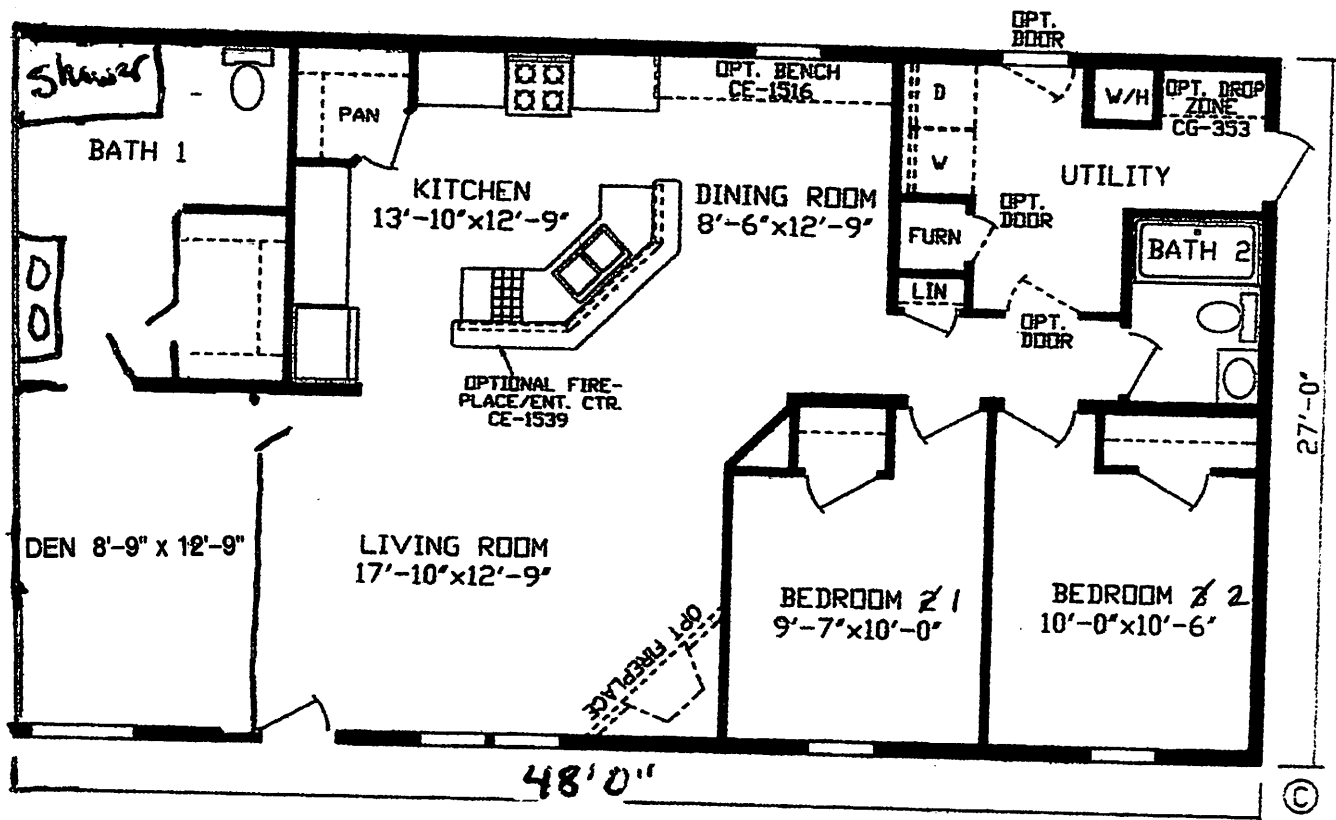 OPT.
DOOR
Shower
PAN
OPT. BENCH
CE-1516
D
W
W/H
OPT. DROP
ZONE
CG-353
BATH 1
KITCHEN
13'-10"x12'-9"
DINING ROOM
8'-6"x12'-9"
UTILITY
OPT.
DOOR
FURN
LIN
BATH 2
OPT.
DOOR
OPTIONAL FIRE-
PLACE/ENT. CTR.
CE-1539
27'-0"
DEN 8'-9" x 12'-9"
LIVING ROOM
17'-10"x12'-9"
BEDROOM 2 1
9'-7"x10'-0"
BEDROOM 3 2
10'-0"x10'-6"
OPT FIREPLACE
48'0"
C